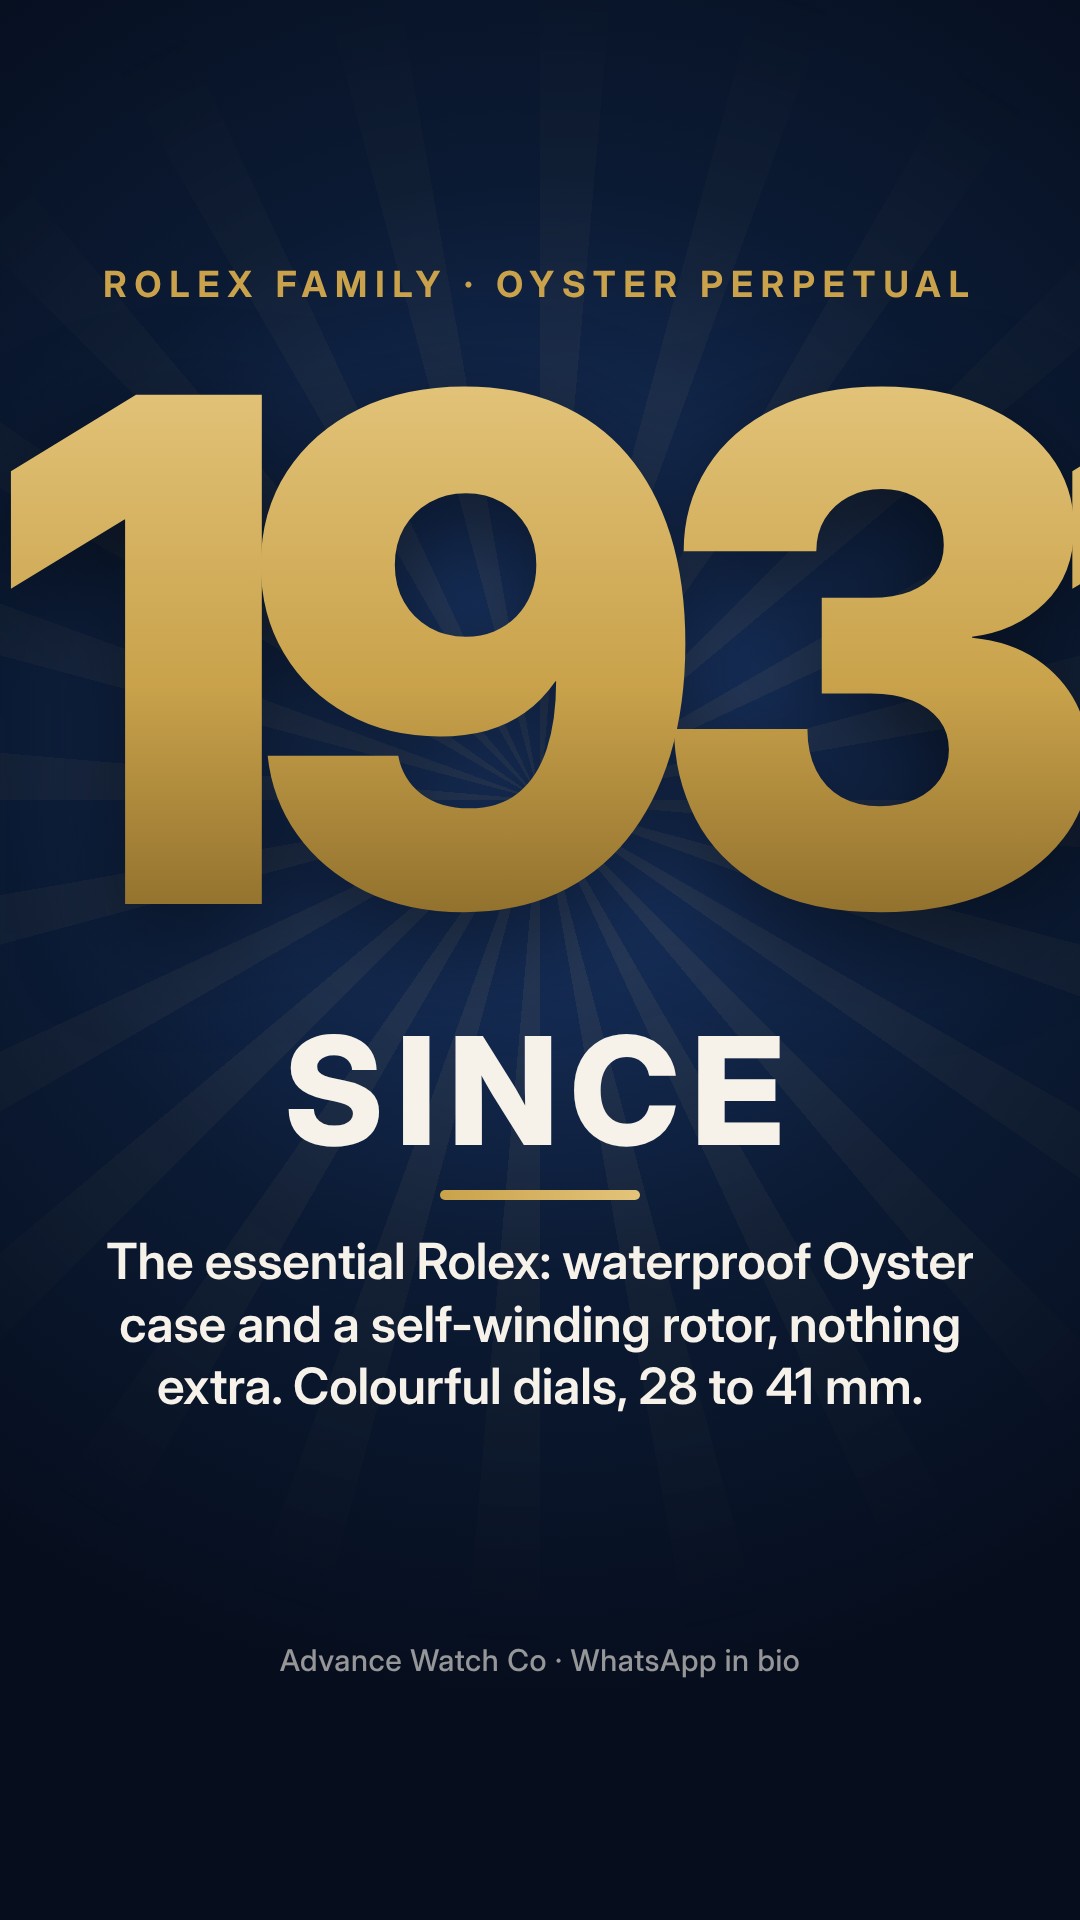 ROLEX FAMILY · OYSTER PERPETUAL
193
SINCE
The essential Rolex: waterproof Oyster
case and a self-winding rotor, nothing
extra. Colourful dials, 28 to 41 mm.
Advance Watch Co · WhatsApp in bio